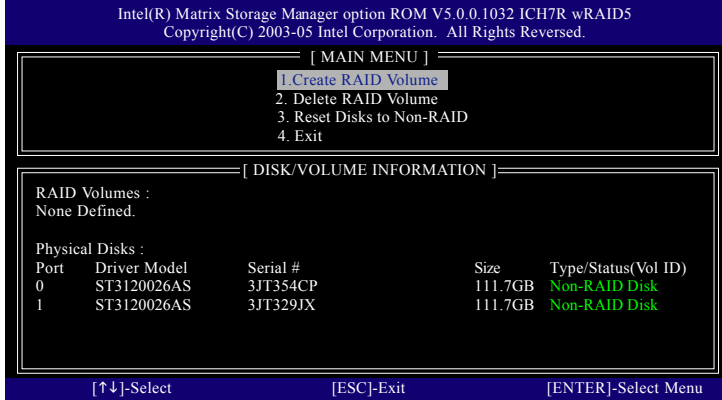 Intel(R) Matrix Storage Manager option ROM V5.0.0.1032 ICH7R wRAID5
Copyright(C) 2003-05 Intel Corporation. All Rights Reversed.
[ MAIN MENU ]
1.Create RAID Volume
2. Delete RAID Volume
3. Reset Disks to Non-RAID
4. Exit
[ DISK/VOLUME INFORMATION ]
RAID Volumes :
None Defined.
Physical Disks :
Port Driver Model Serial # Size Type/Status(Vol ID)
0 ST3120026AS 3JT354CP 111.7GB Non-RAID Disk
1 ST3120026AS 3JT329JX 111.7GB Non-RAID Disk
[↑↓]-Select [ESC]-Exit [ENTER]-Select Menu